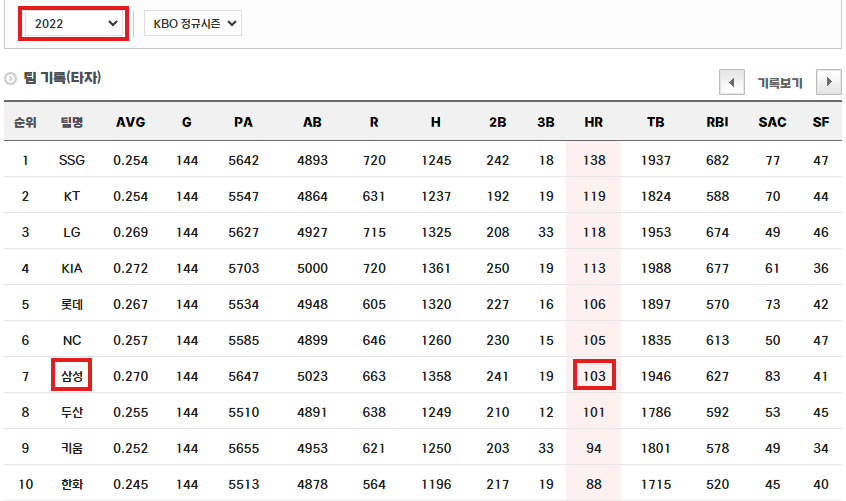 2022 KBO 정규시즌
팀 기록(타자) 기록보기
순위 팀명 AVG G PA AB R H 2B 3B HR TB RBI SAC SF
1 SSG 0.254 144 5642 4893 720 1245 242 18 138 1937 682 77 47
2 KT 0.254 144 5547 4864 631 1237 192 19 119 1824 588 70 44
3 LG 0.269 144 5627 4927 715 1325 208 33 118 1953 674 49 46
4 KIA 0.272 144 5703 5000 720 1361 250 19 113 1988 677 61 36
5 롯데 0.267 144 5534 4948 605 1320 227 16 106 1897 570 73 42
6 NC 0.257 144 5585 4899 646 1260 230 15 105 1835 613 50 47
7 삼성 0.270 144 5647 5023 663 1358 241 19 103 1946 627 83 41
8 두산 0.255 144 5510 4891 638 1249 210 12 101 1786 592 53 45
9 키움 0.252 144 5655 4953 621 1250 203 33 94 1801 578 49 34
10 한화 0.245 144 5513 4878 564 1196 217 19 88 1715 520 45 40